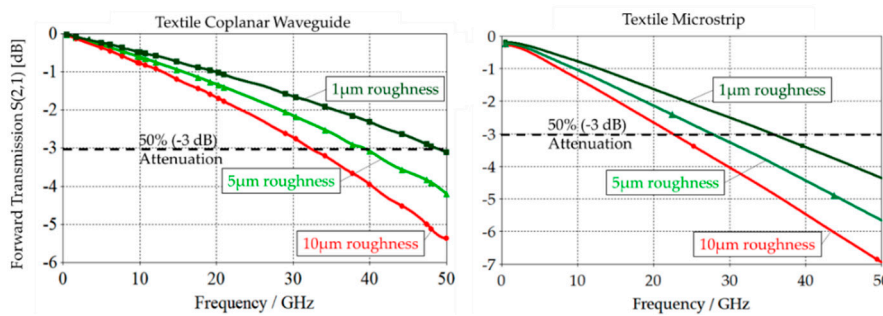 Textile Coplanar Waveguide
Forward Transmission S(2,1) [dB]
0
-1
-2
-3
-4
-5
-6
1µm roughness
50% (-3 dB)
Attenuation
5µm roughness
10µm roughness
0
10
20
30
40
50
Frequency / GHz
Textile Microstrip
0
-1
-2
-3
-4
-5
-6
-7
1µm roughness
50% (-3 dB)
Attenuation
5µm roughness
10µm roughness
0
10
20
30
40
50
Frequency / GHz